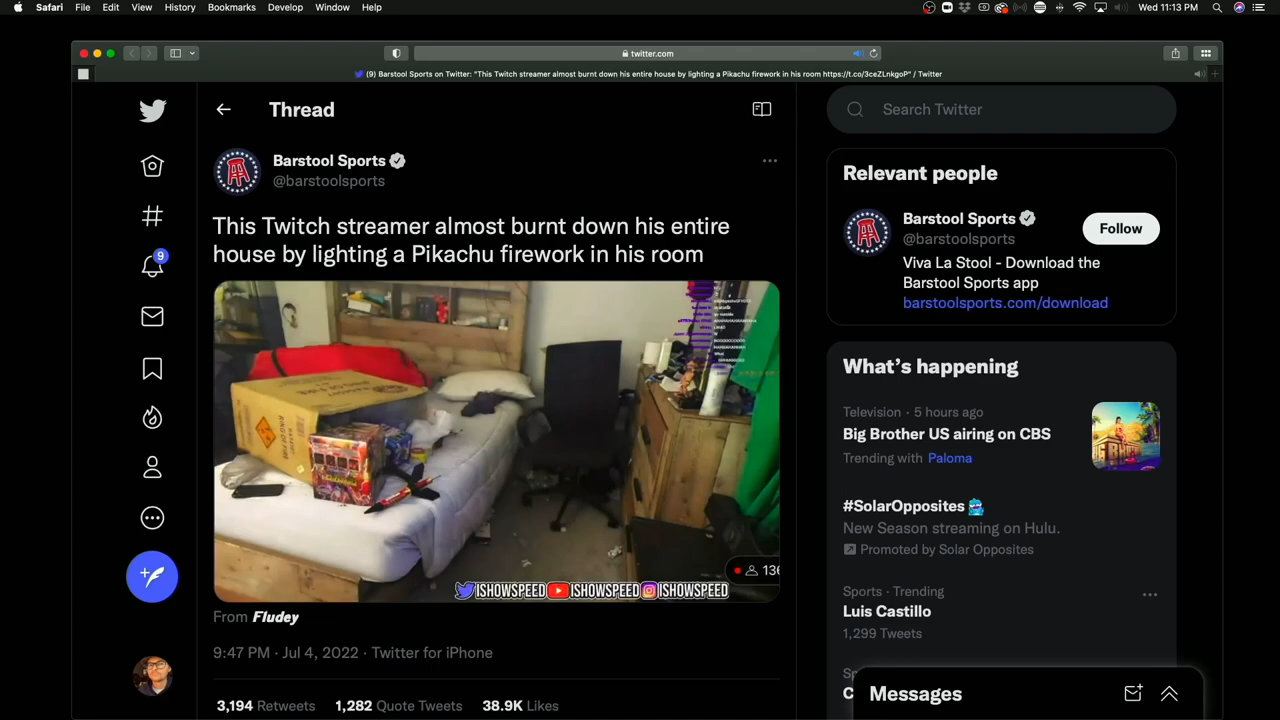 Safari File Edit View History Bookmarks Develop Window Help Wed 11:13 PM
twitter.com
(9) Barstool Sports on Twitter: "This Twitch streamer almost burnt down his entire house by lighting a Pikachu firework in his room https://t.co/3ceZLnkgoP" / Twitter
Thread
Barstool Sports
@barstoolsports
This Twitch streamer almost burnt down his entire
house by lighting a Pikachu firework in his room
136
ISHOWSPEED ISHOWSPEED ISHOWSPEED
From Fludey
9:47 PM · Jul 4, 2022 · Twitter for iPhone
3,194 Retweets 1,282 Quote Tweets 38.9K Likes
9
Search Twitter
Relevant people
Barstool Sports
@barstoolsports
Follow
Viva La Stool - Download the
Barstool Sports app
barstoolsports.com/download
What's happening
Television · 5 hours ago
Big Brother US airing on CBS
Trending with Paloma
#SolarOpposites
New Season streaming on Hulu.
Promoted by Solar Opposites
Sports · Trending
Luis Castillo
1,299 Tweets
Sp
C
Messages